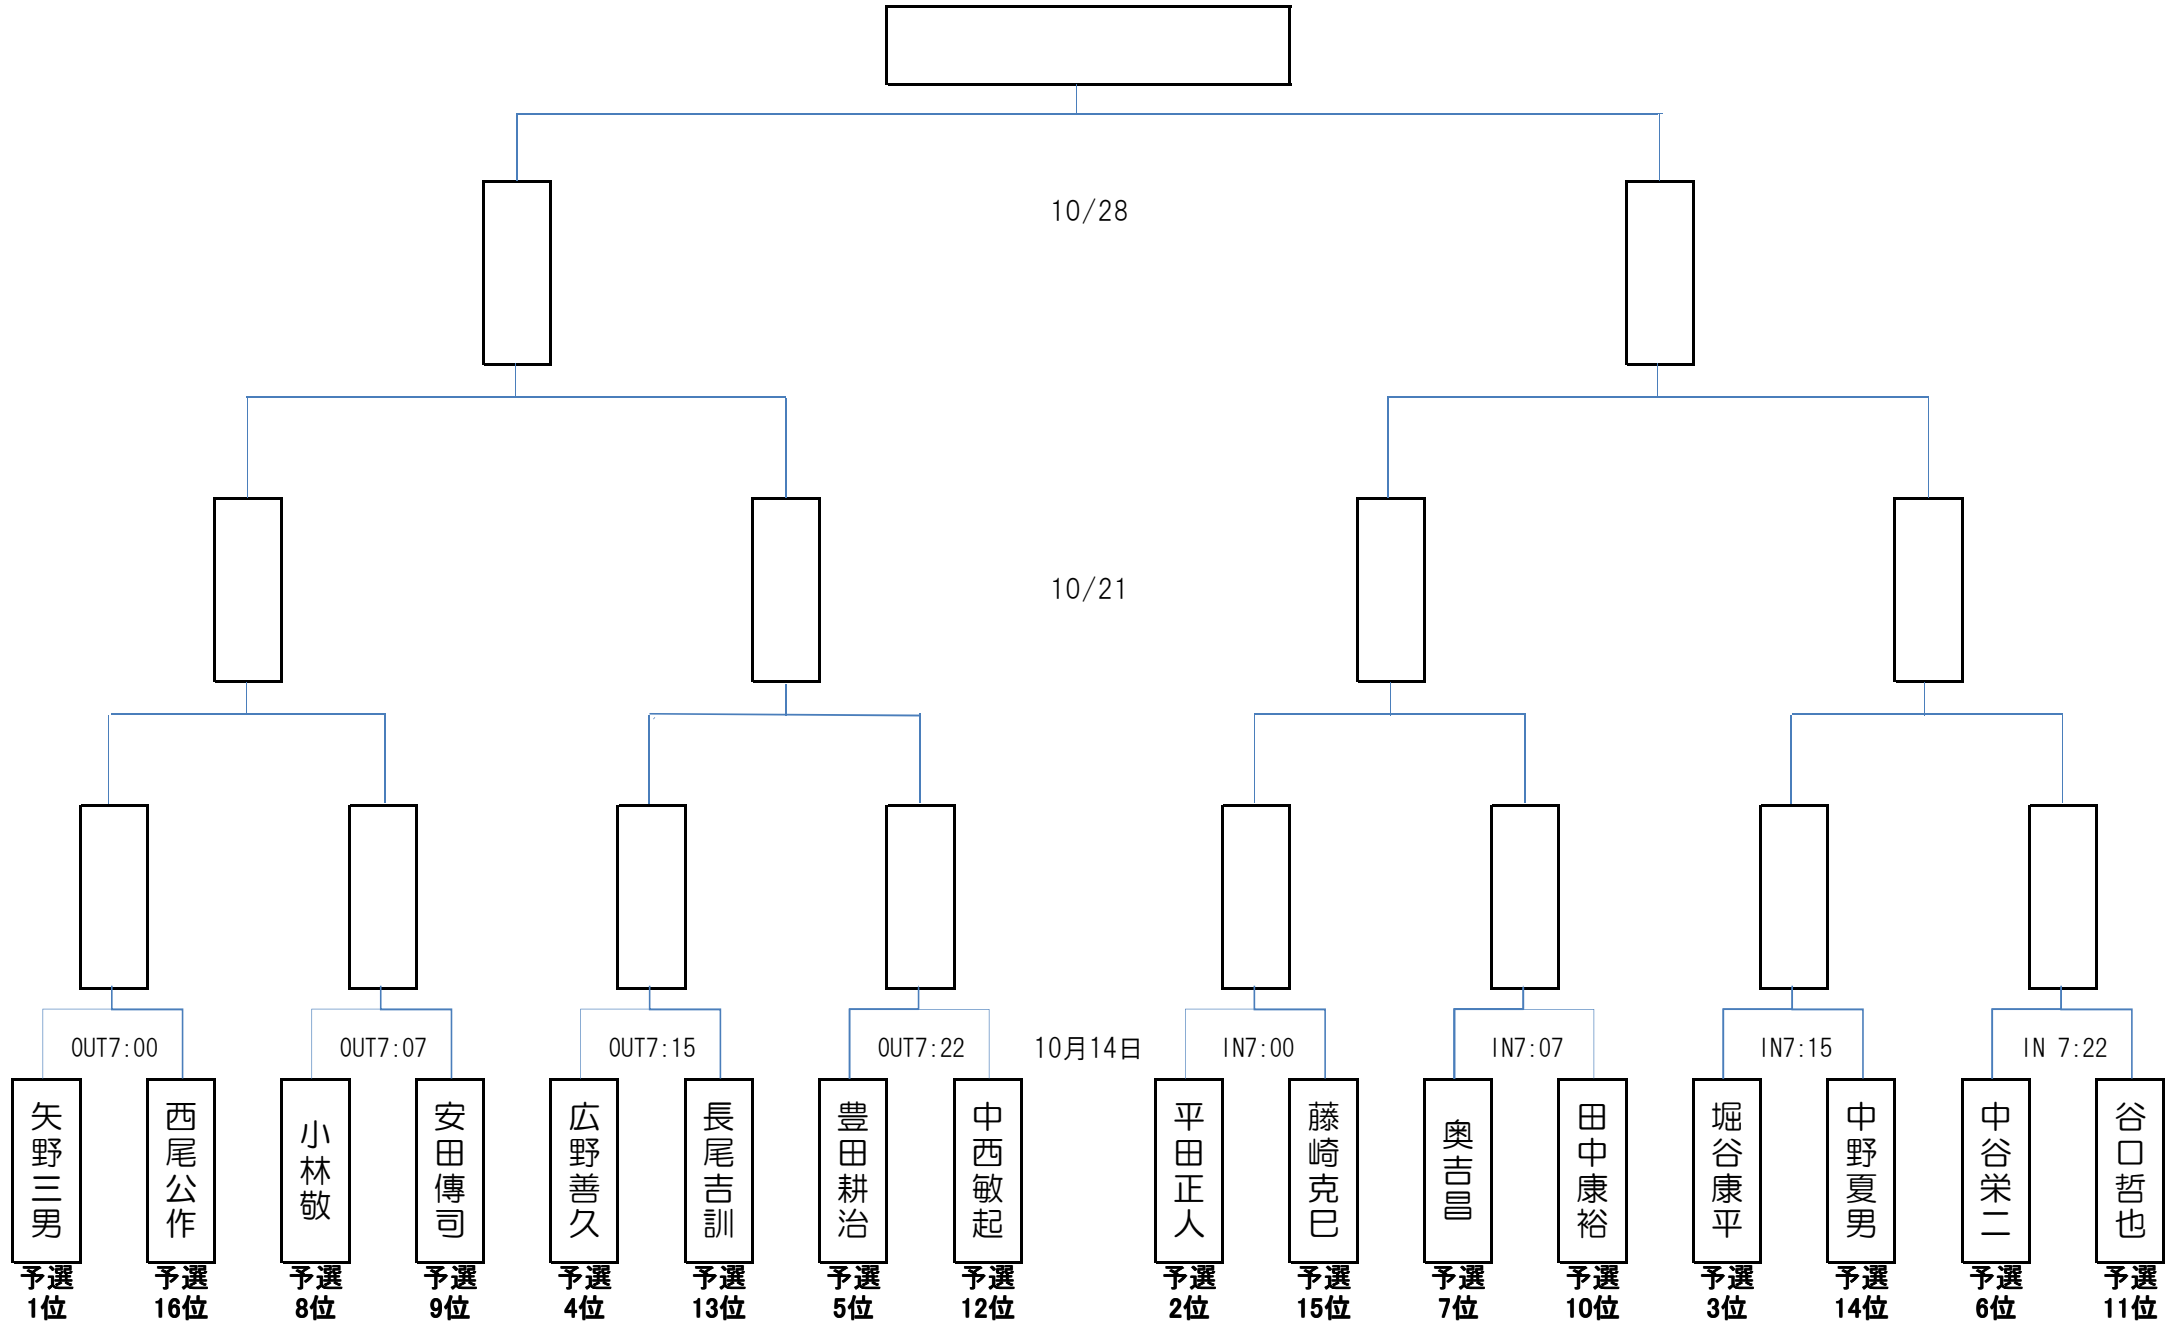 10/28
10/21
OUT7:00
OUT7:07
OUT7:15
OUT7:22
10月14日
IN7:00
IN7:07
IN7:15
IN 7:22
矢野三男
西尾公作
小林敬
安田傳司
広野善久
長尾吉訓
豊田耕治
中西敏起
平田正人
藤崎克巳
奥吉昌
田中康裕
堀谷康平
中野夏男
中谷栄二
谷口哲也
予選
1位
予選
16位
予選
8位
予選
9位
予選
4位
予選
13位
予選
5位
予選
12位
予選
2位
予選
15位
予選
7位
予選
10位
予選
3位
予選
14位
予選
6位
予選
11位